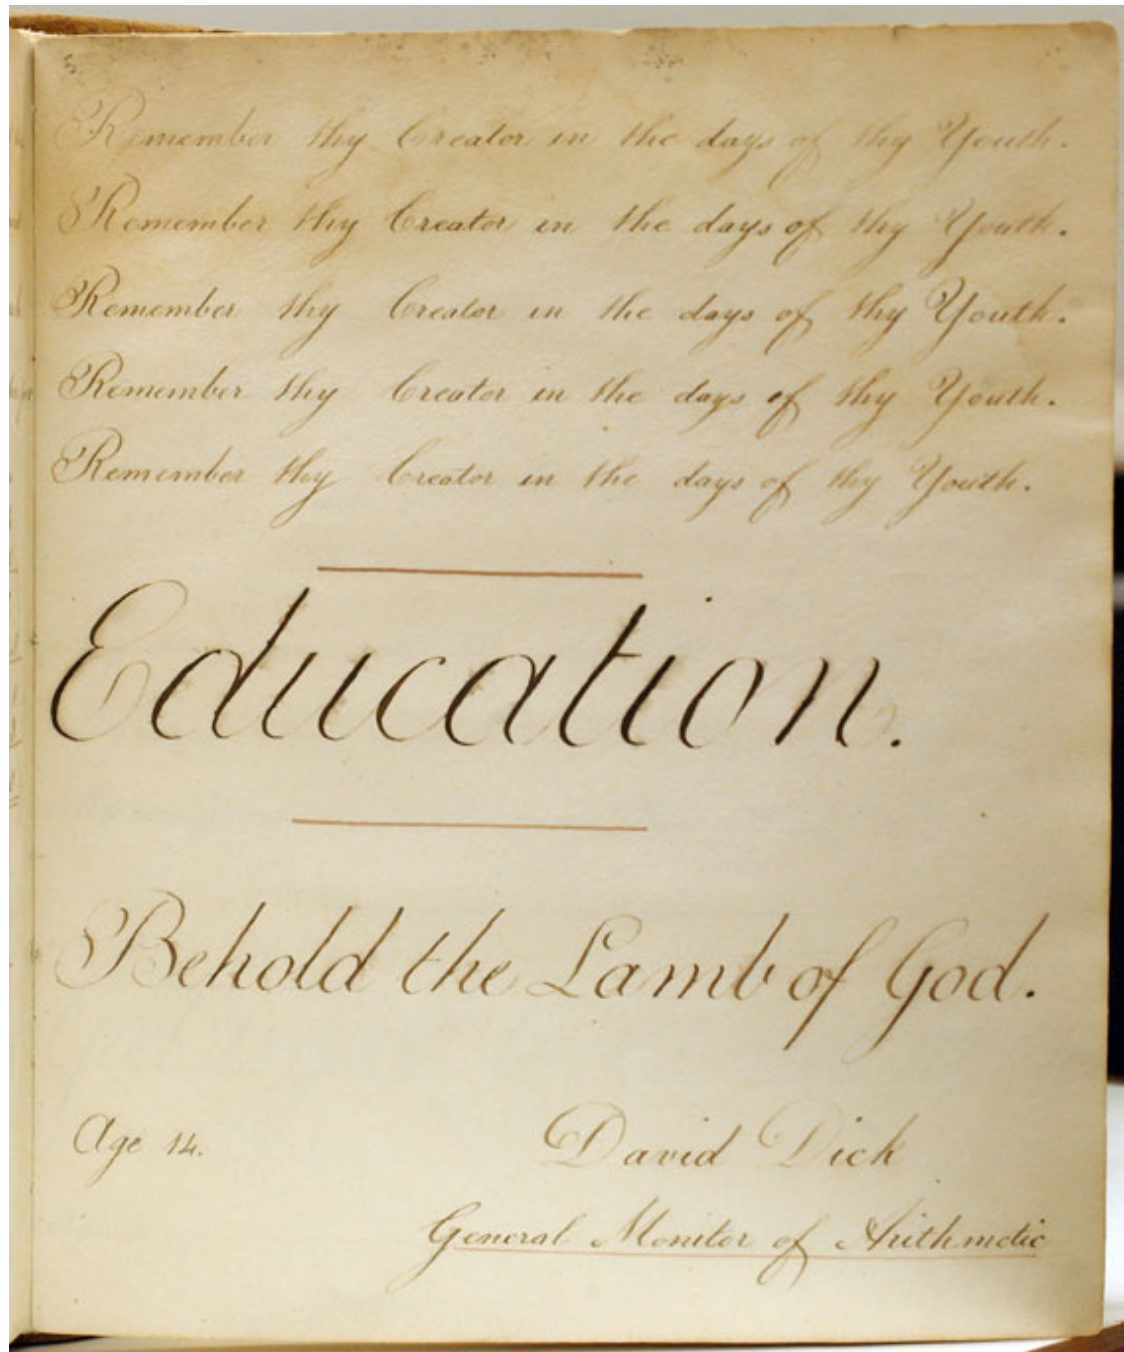 5
Remember thy Creator in the days of thy Youth.
Remember thy Creator in the days of thy Youth.
Remember thy Creator in the days of thy Youth.
Remember thy Creator in the days of thy Youth.
Remember thy Creator in the days of thy Youth.
Education.
Behold the Lamb of God.
Age 14. David Dick
General Monitor of Arithmetic